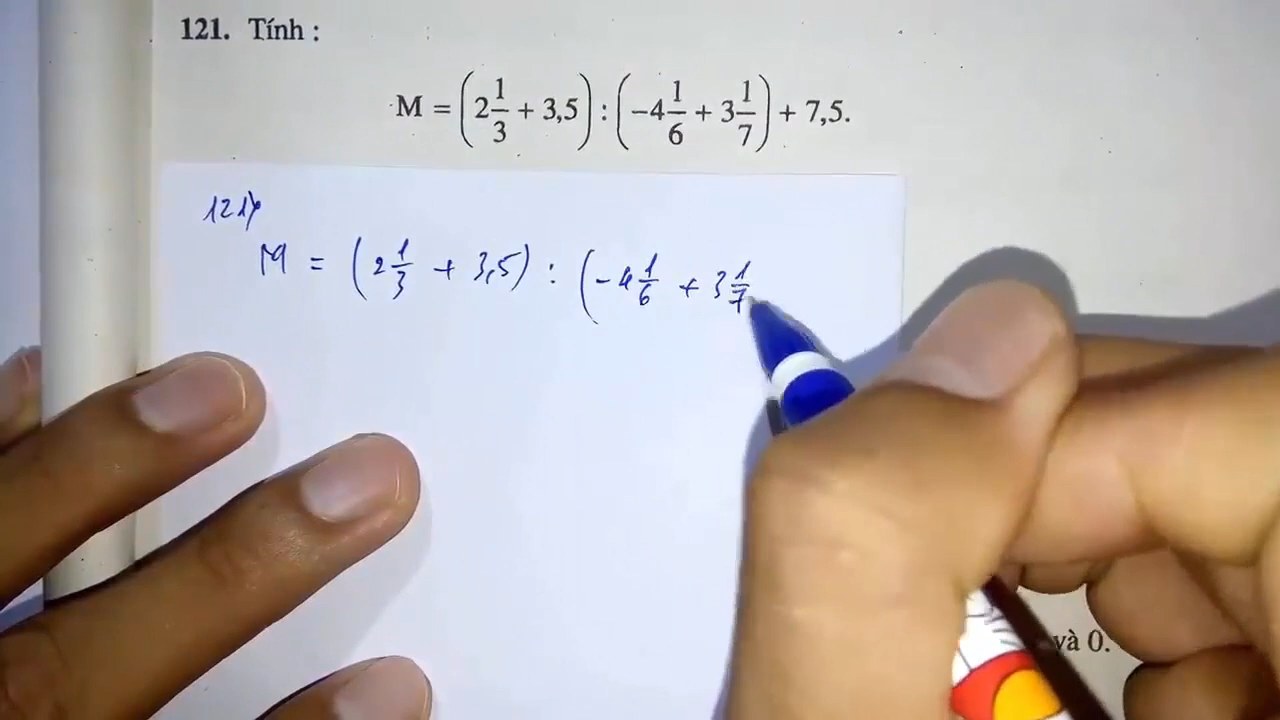 121. Tính :
M = (2 1/3 + 3,5) : (−4 1/6 + 3 1/7) + 7,5.
121)
M = (2 1/3 + 3,5) : (−4 1/6 + 3 1/7
và 0.